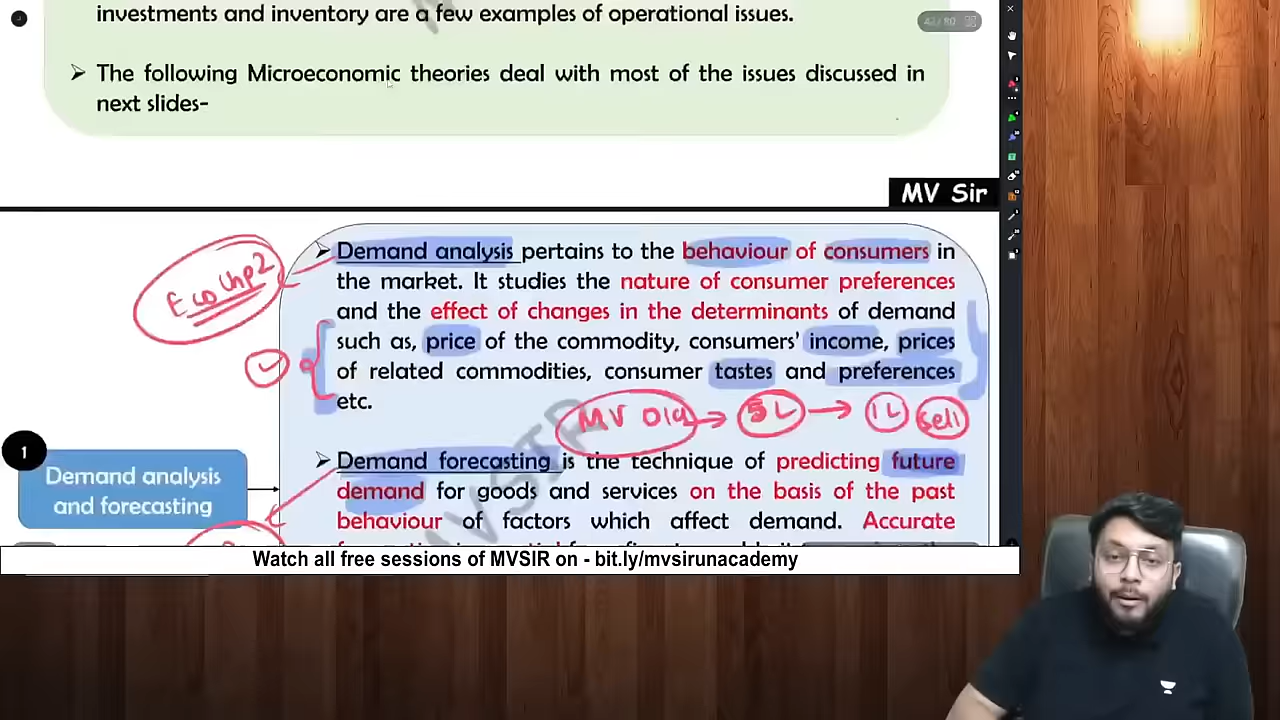 investments and inventory are a few examples of operational issues.
42/80
➢ The following Microeconomic theories deal with most of the issues discussed in
next slides-
MV Sir
➢ Demand analysis pertains to the behaviour of consumers in
the market. It studies the nature of consumer preferences
and the effect of changes in the determinants of demand
such as, price of the commodity, consumers' income, prices
of related commodities, consumer tastes and preferences
etc.
Eco Chp2
MV Ola → 5L → 1L sell
MVSIR
1
Demand analysis
and forecasting
➢ Demand forecasting is the technique of predicting future
demand for goods and services on the basis of the past
behaviour of factors which affect demand. Accurate
Watch all free sessions of MVSIR on - bit.ly/mvsirunacademy